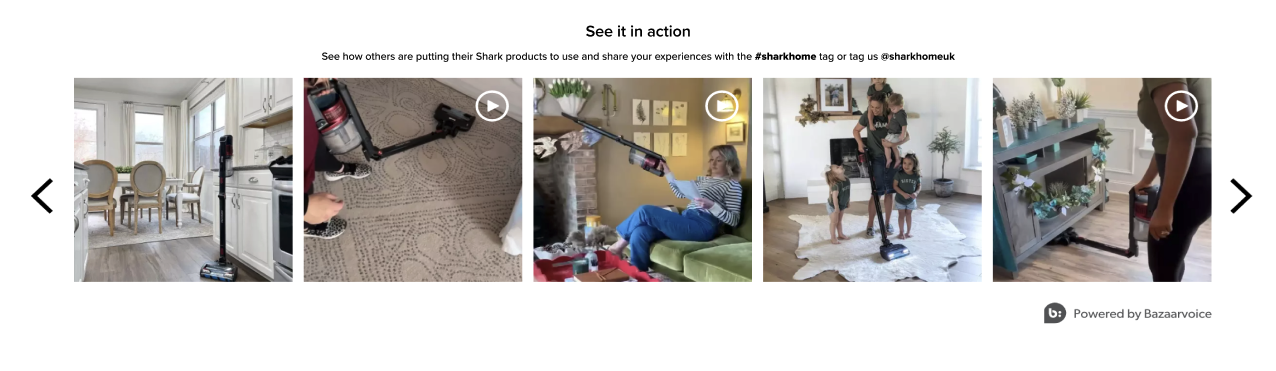 See it in action
See how others are putting their Shark products to use and share your experiences with the #sharkhome tag or tag us @sharkhomeuk
b: Powered by Bazaarvoice